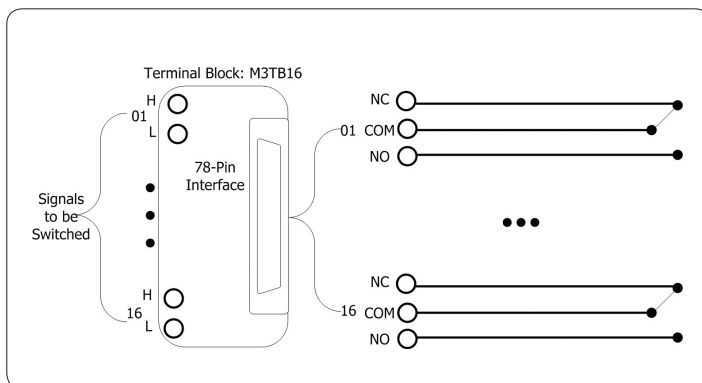 Terminal Block: M3TB16
H
01
L
78-Pin
Interface
Signals
to be
Switched
H
16
L
NC
01 COM
NO
NC
16 COM
NO